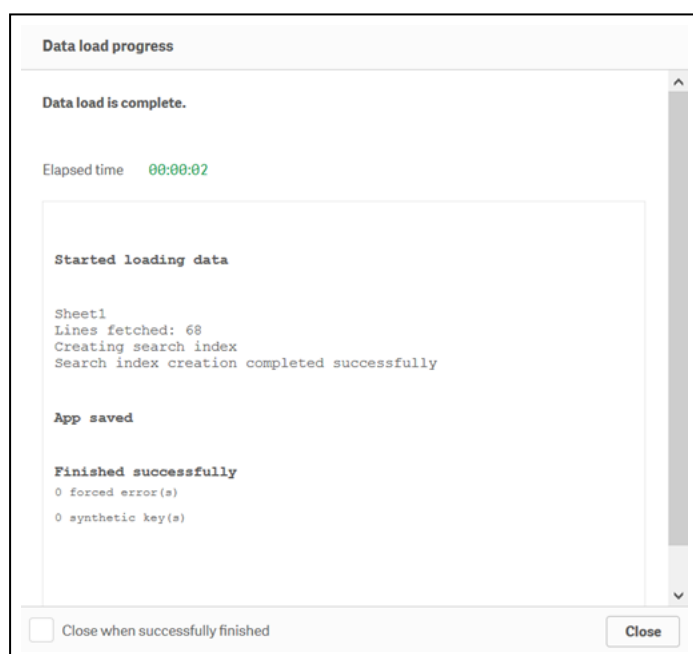 Data load progress
Data load is complete.
Elapsed time 00:00:02
Started loading data
Sheet1
Lines fetched: 68
Creating search index
Search index creation completed successfully
App saved
Finished successfully
0 forced error(s)
0 synthetic key(s)
Close when successfully finished
Close